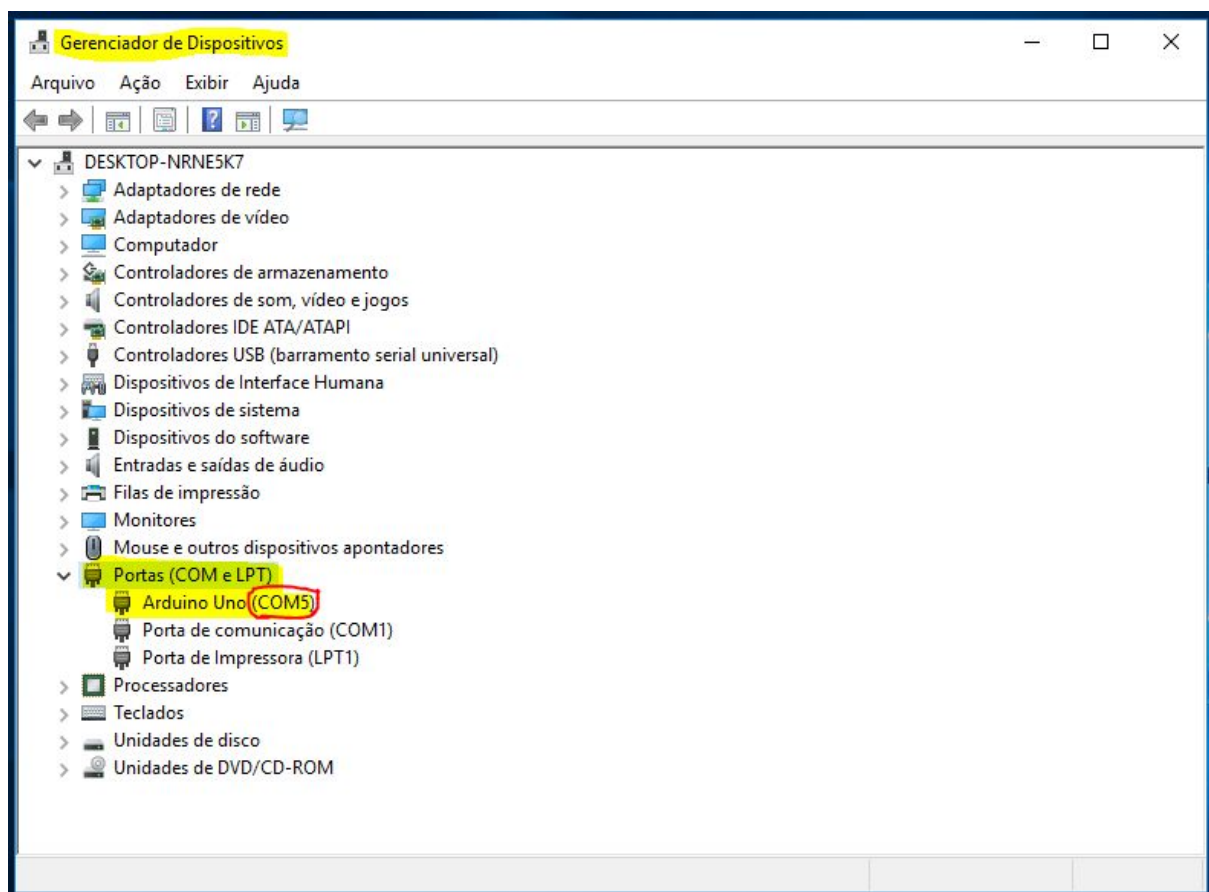 Gerenciador de Dispositivos
Arquivo Ação Exibir Ajuda
DESKTOP-NRNE5K7
Adaptadores de rede
Adaptadores de vídeo
Computador
Controladores de armazenamento
Controladores de som, vídeo e jogos
Controladores IDE ATA/ATAPI
Controladores USB (barramento serial universal)
Dispositivos de Interface Humana
Dispositivos de sistema
Dispositivos do software
Entradas e saídas de áudio
Filas de impressão
Monitores
Mouse e outros dispositivos apontadores
Portas (COM e LPT)
Arduino Uno (COM5)
Porta de comunicação (COM1)
Porta de Impressora (LPT1)
Processadores
Teclados
Unidades de disco
Unidades de DVD/CD-ROM